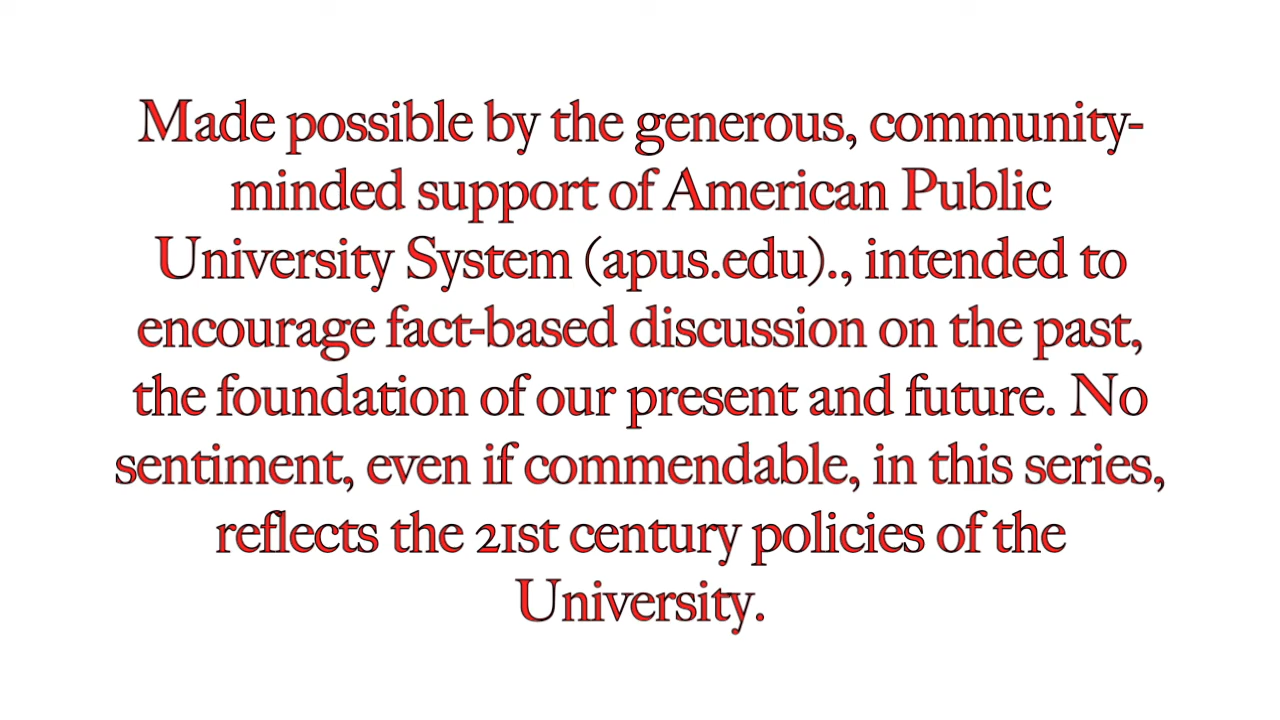 Made possible by the generous, community-
minded support of American Public
University System (apus.edu)., intended to
encourage fact-based discussion on the past,
the foundation of our present and future. No
sentiment, even if commendable, in this series,
reflects the 21st century policies of the
University.